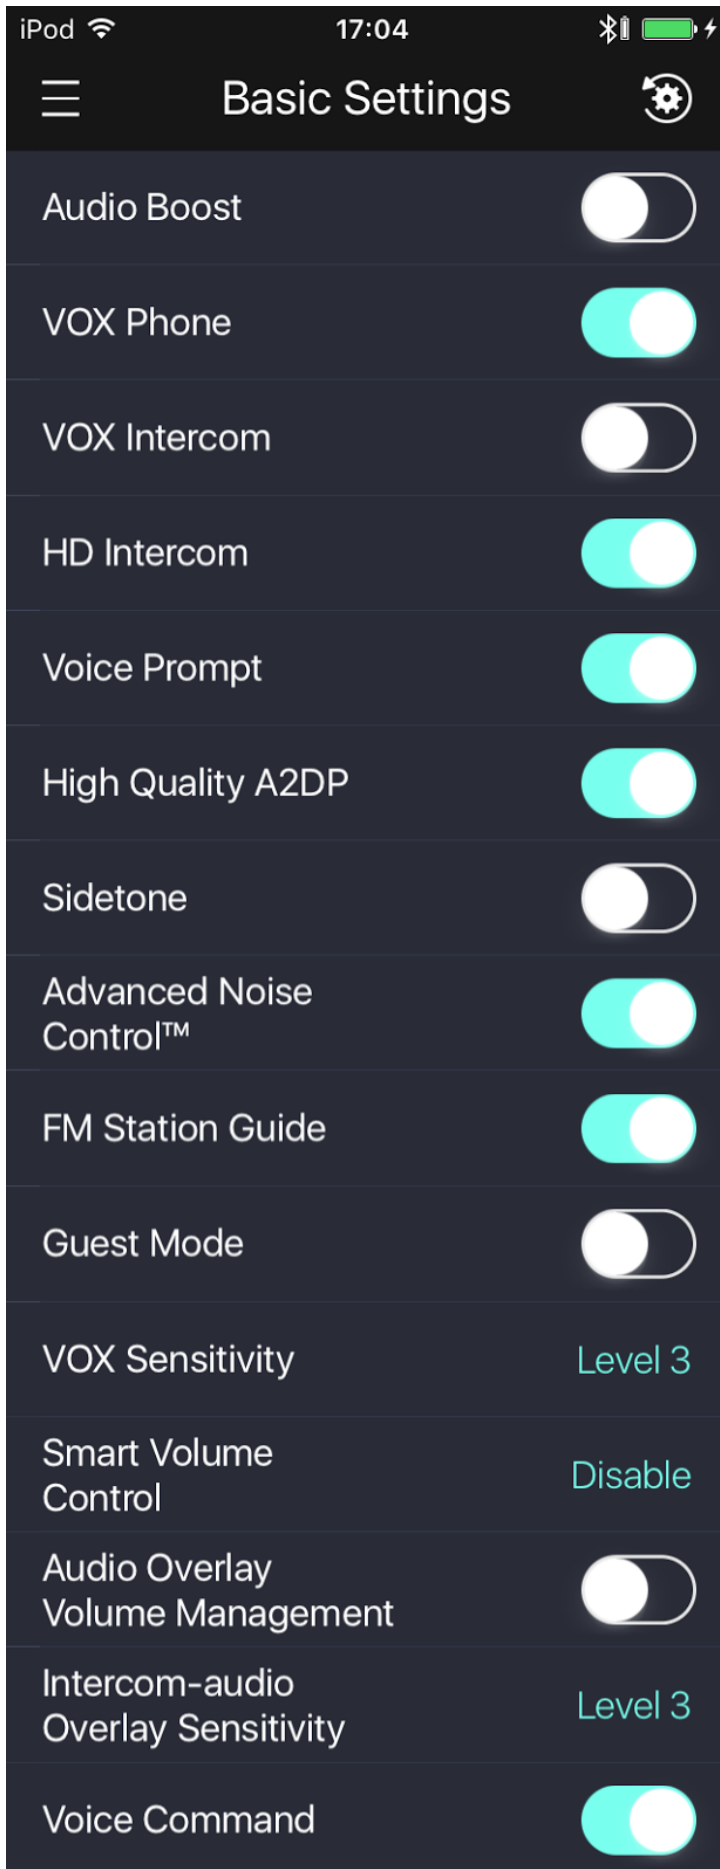 iPod 17:04
Basic Settings
Audio Boost
VOX Phone
VOX Intercom
HD Intercom
Voice Prompt
High Quality A2DP
Sidetone
Advanced Noise
Control™
FM Station Guide
Guest Mode
VOX Sensitivity Level 3
Smart Volume
Control Disable
Audio Overlay
Volume Management
Intercom-audio
Overlay Sensitivity Level 3
Voice Command